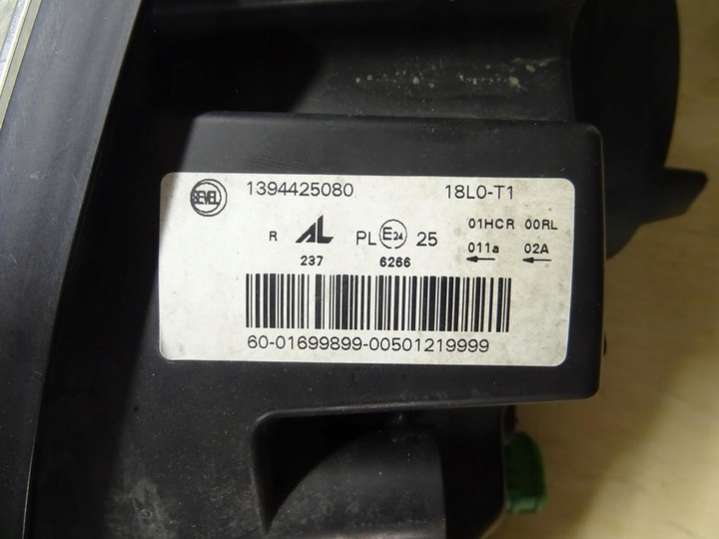 SEVEL 1394425080 18L0-T1
R AL PL E24 25 01HCR 00RL
237 6266 011a 02A
60-01699899-00501219999